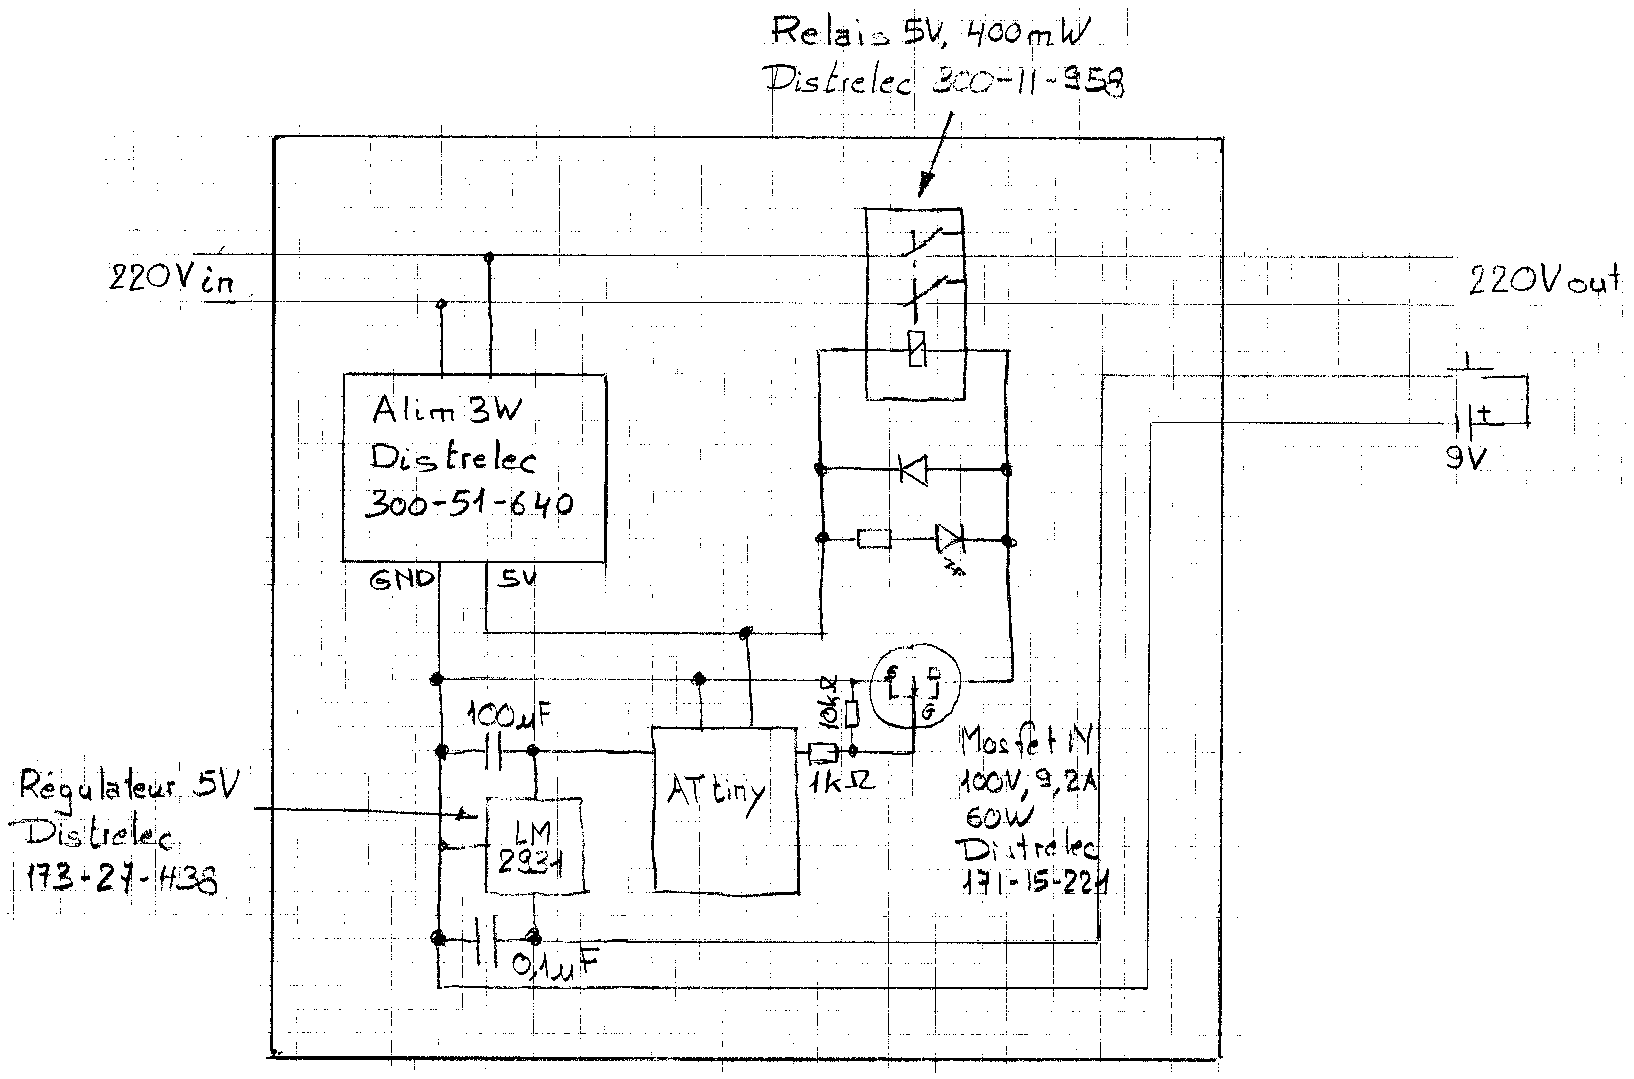 Relais 5V, 400mW
Distrelec 300-11-958
220V in
220V out
Alim 3W
Distrelec
300-51-640
GND
5V
+
9V
S
D
G
10kΩ
1kΩ
100µF
Mosfet N
100V, 9,2A
60W
Distrelec
171-15-221
ATtiny
Régulateur 5V
Distrelec
173-27-438
LM
2931
0,1µF